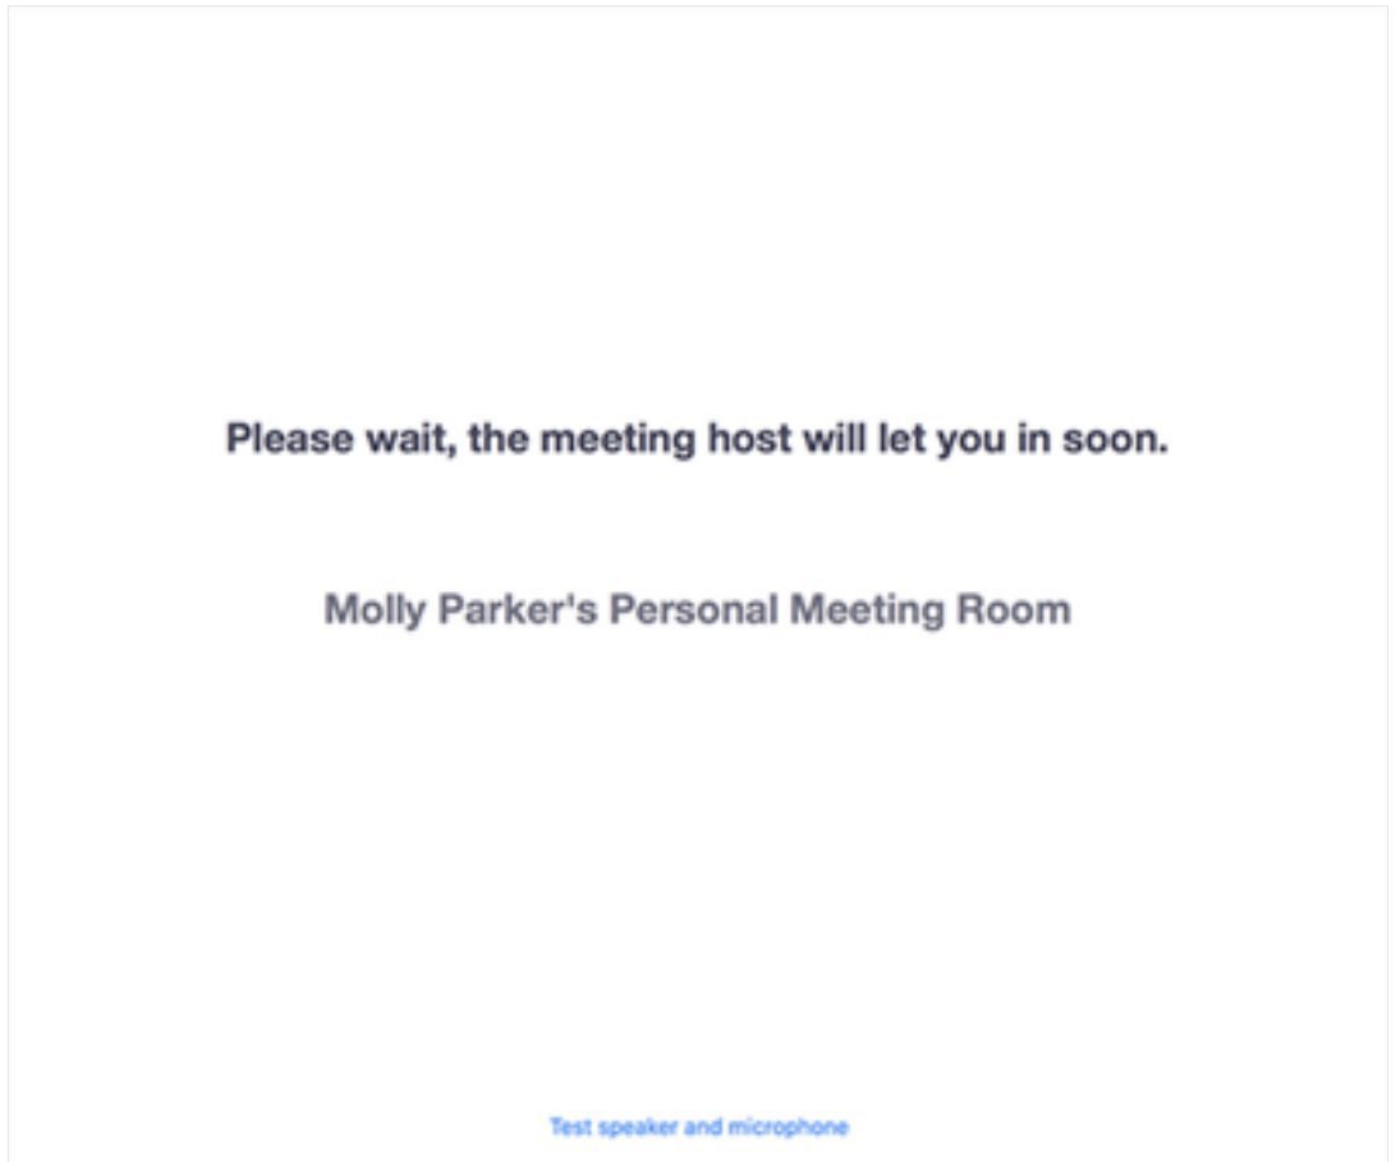 Please wait, the meeting host will let you in soon.
Molly Parker's Personal Meeting Room
Test speaker and microphone